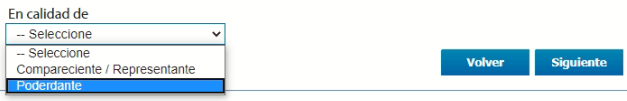 En calidad de
-- Seleccione
-- Seleccione
Compareciente / Representante
Poderdante
Volver Siguiente